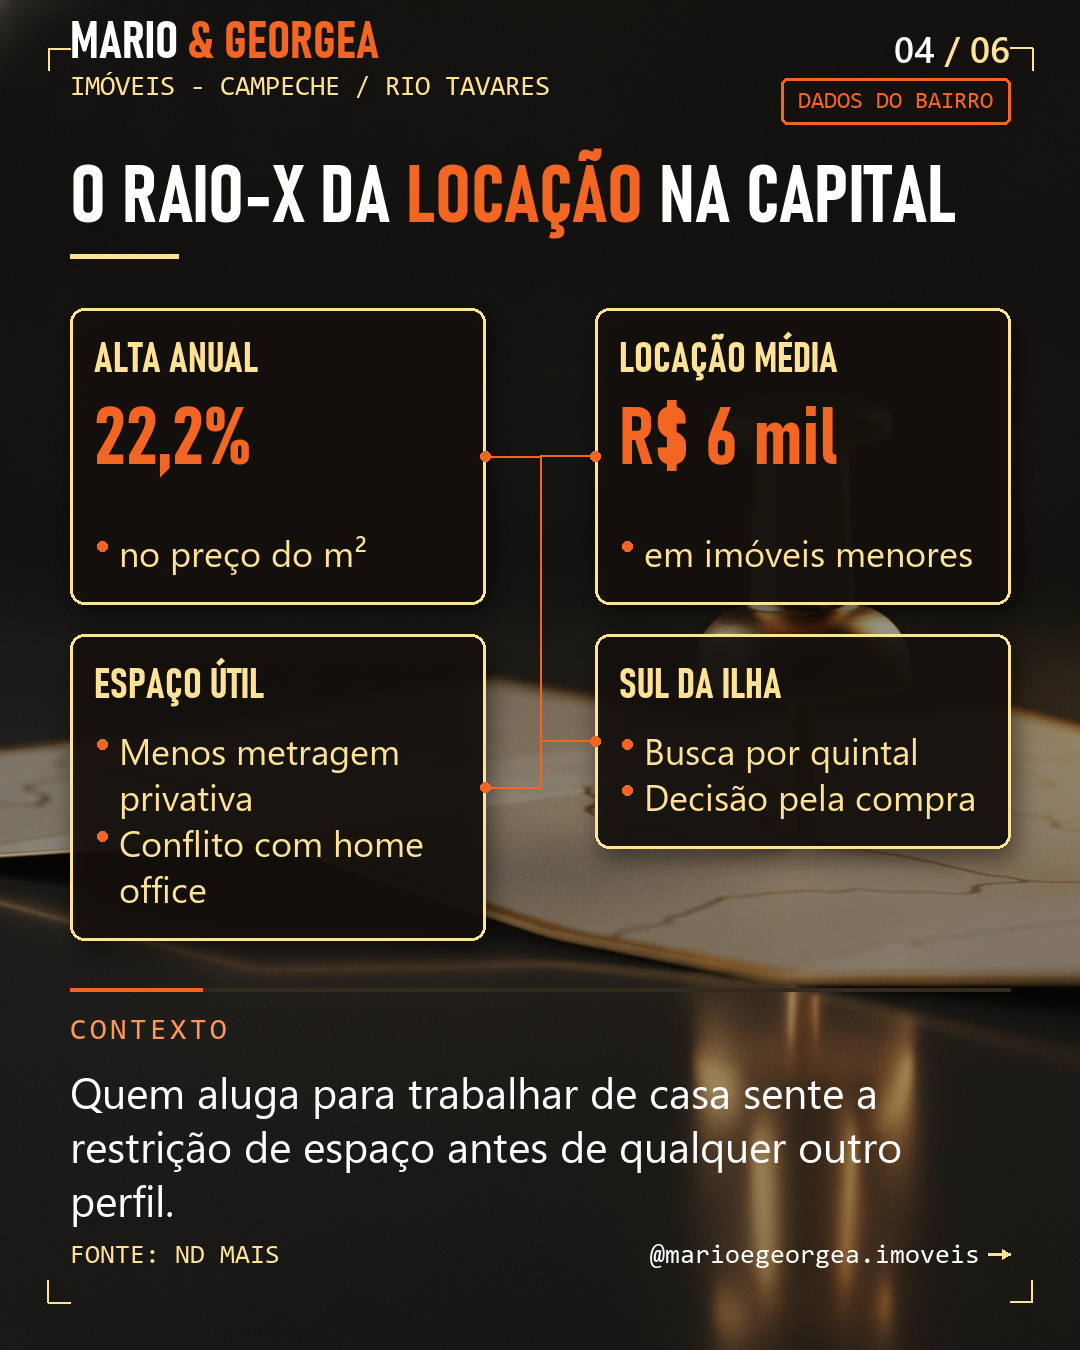 MARIO & GEORGEA
IMÓVEIS - CAMPECHE / RIO TAVARES
04 / 06
DADOS DO BAIRRO
O RAIO-X DA LOCAÇÃO NA CAPITAL
ALTA ANUAL
22,2%
• no preço do m²
LOCAÇÃO MÉDIA
R$ 6 mil
• em imóveis menores
ESPAÇO ÚTIL
• Menos metragem
privativa
• Conflito com home
office
SUL DA ILHA
• Busca por quintal
• Decisão pela compra
CONTEXTO
Quem aluga para trabalhar de casa sente a
restrição de espaço antes de qualquer outro
perfil.
FONTE: ND MAIS
@marioegeorgea.imoveis →